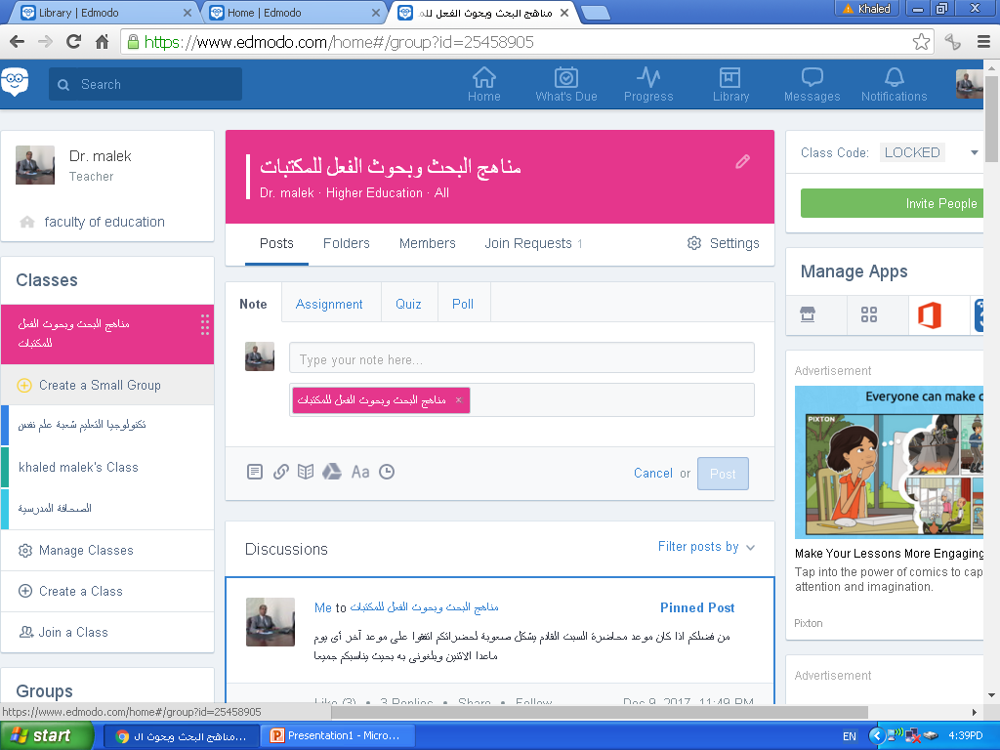 Library | Edmodo
Home | Edmodo
مناهج البحث وبحوث الفعل للم
Khaled
https://www.edmodo.com/home#/group?id=25458905
Search
Home
What's Due
Progress
Library
Messages
Notifications
Dr. malek
Teacher
faculty of education
Classes
مناهج البحث وبحوث الفعل
للمكتبات
Create a Small Group
تكنولوجيا التعليم شعبة علم نفس
khaled malek's Class
الصحافة المدرسية
Manage Classes
Create a Class
Join a Class
Groups
مناهج البحث وبحوث الفعل للمكتبات
Dr. malek · Higher Education · All
Posts
Folders
Members
Join Requests 1
Settings
Note
Assignment
Quiz
Poll
Type your note here...
مناهج البحث وبحوث الفعل للمكتبات ×
Aa
Cancel or Post
Discussions
Filter posts by
Me to مناهج البحث وبحوث الفعل للمكتبات
Pinned Post
من فضلكم اذا كان موعد محاضرة السبت القادم يشكل صعوبة لحضراتكم اتفقوا على موعد آخر أى يوم
ماعدا الاثنين وبلغونى به بحيث يناسبكم جميعا
Like (3) • 3 Replies • Share • Follow
Dec 9, 2017, 11:49 PM
Class Code: LOCKED
Invite People
Manage Apps
Advertisement
Everyone can make c
PIXTON
Make Your Lessons More Engaging
Tap into the power of comics to cap
attention and imagination.
Pixton
Advertisement
https://www.edmodo.com/home#/group?id=25458905
start
مناهج البحث وبحوث ال...
Presentation1 - Micro...
EN
4:39PD